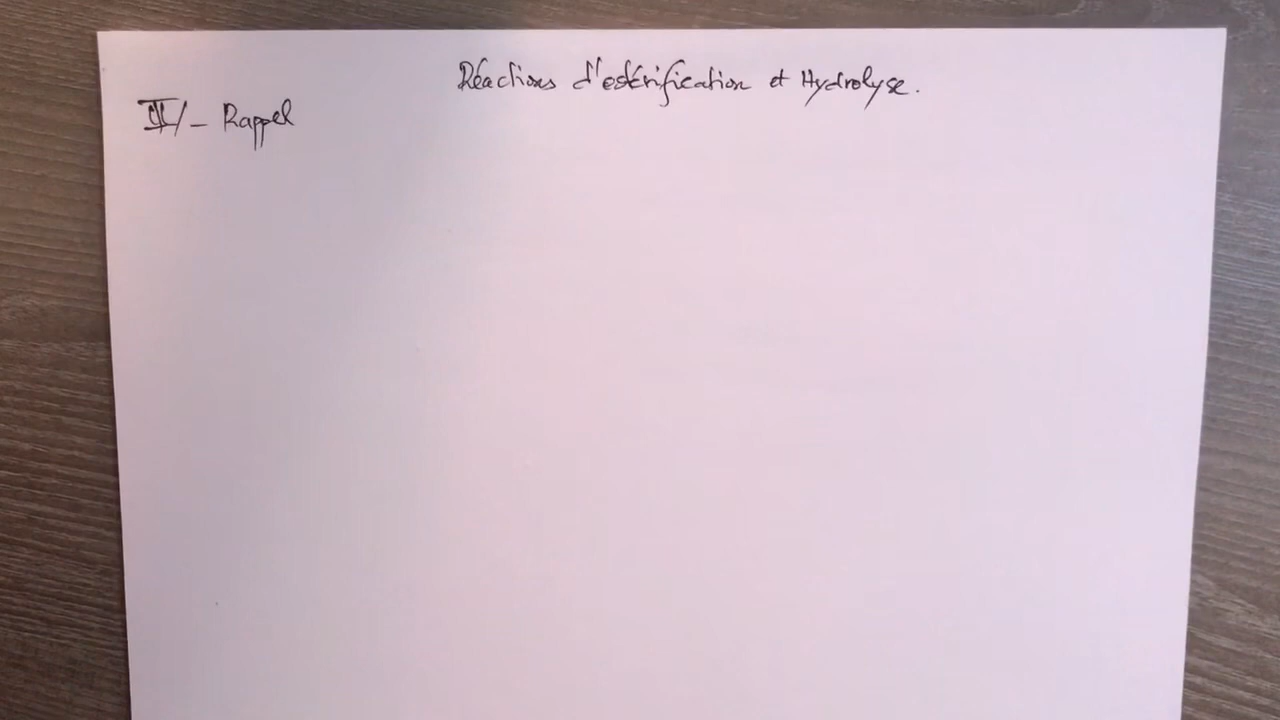 Réactions d'estérification et Hydrolyse.
II/- Rappel